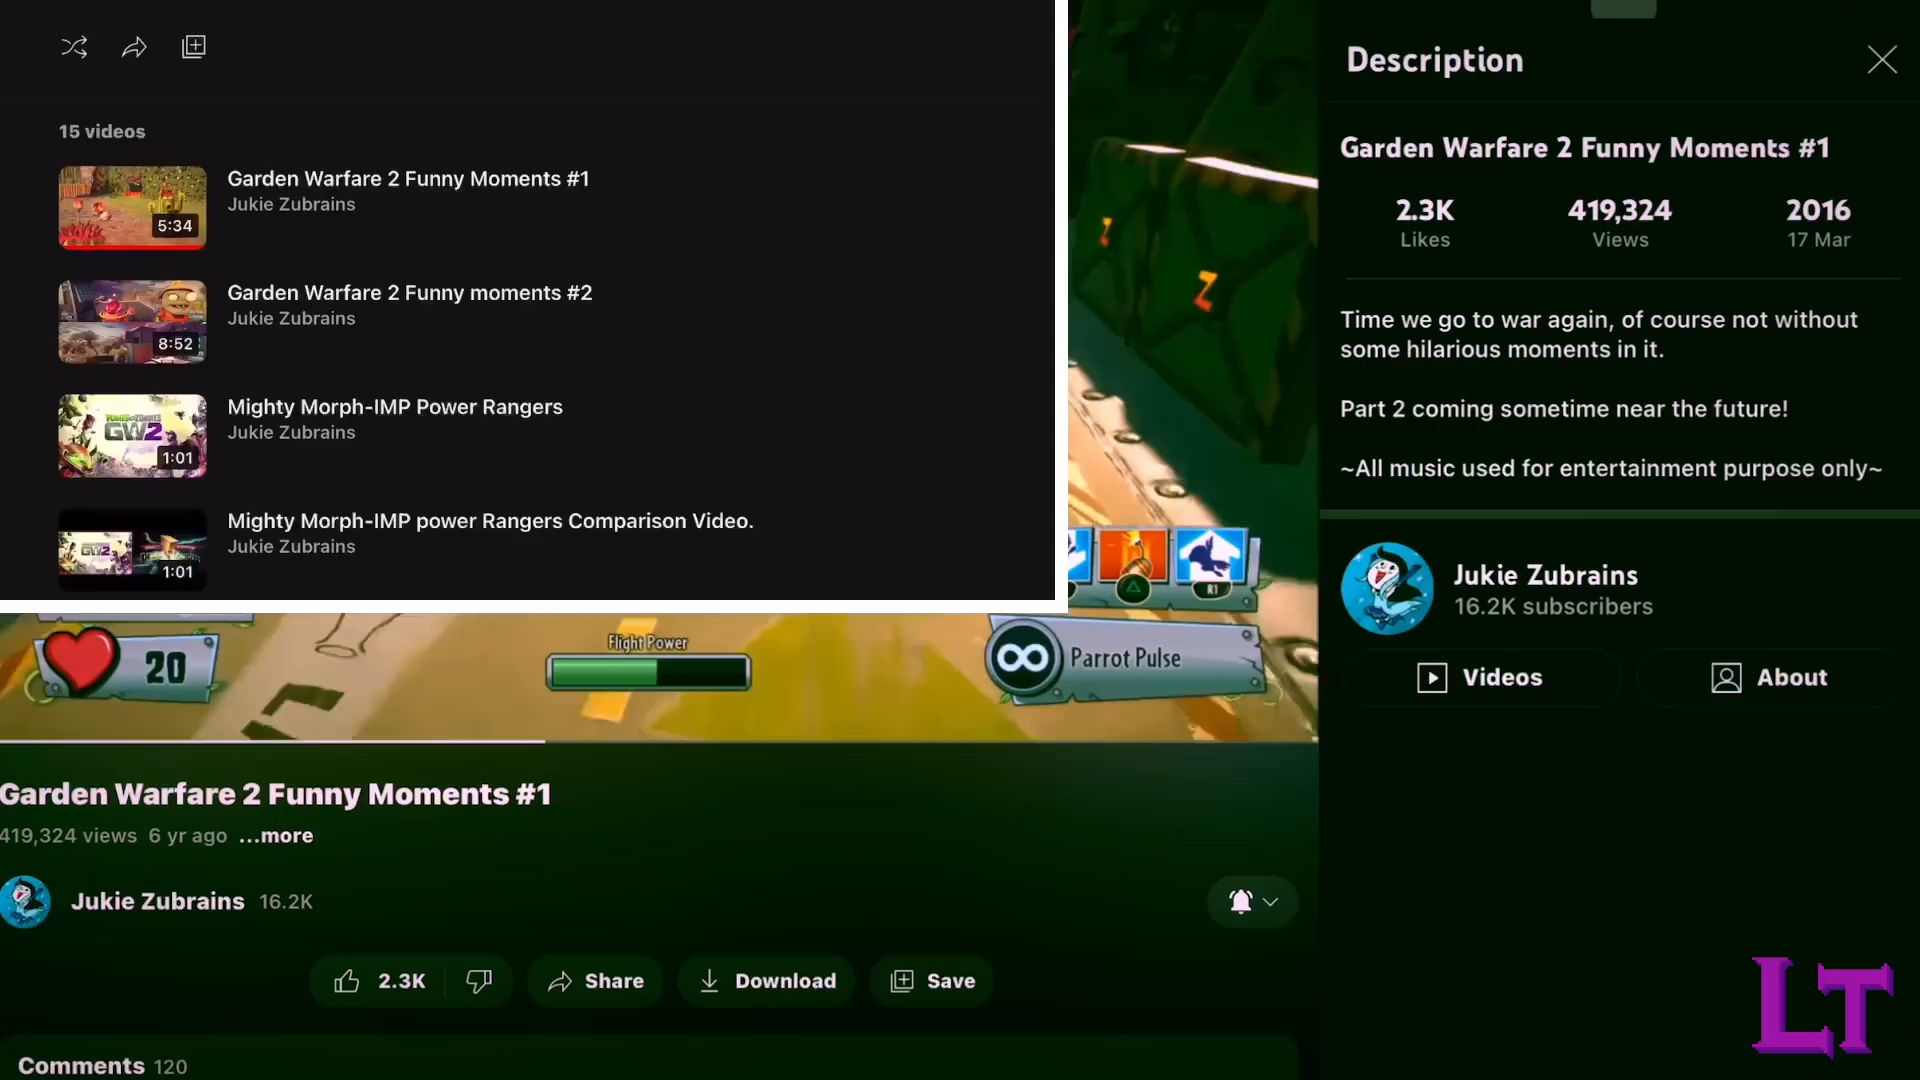 15 videos
5:34
Garden Warfare 2 Funny Moments #1
Jukie Zubrains
8:52
Garden Warfare 2 Funny moments #2
Jukie Zubrains
PLANTS VS ZOMBIES
GW2
1:01
Mighty Morph-IMP Power Rangers
Jukie Zubrains
GW2
1:01
Mighty Morph-IMP power Rangers Comparison Video.
Jukie Zubrains
Z
Z
R1
20
Flight Power
Parrot Pulse
Garden Warfare 2 Funny Moments #1
419,324 views 6 yr ago ...more
Jukie Zubrains 16.2K
2.3K
Share
Download
Save
Comments 120
Description
Garden Warfare 2 Funny Moments #1
2.3K 419,324 2016
Likes Views 17 Mar
Time we go to war again, of course not without
some hilarious moments in it.
Part 2 coming sometime near the future!
~All music used for entertainment purpose only~
Jukie Zubrains
16.2K subscribers
Videos
About
LT